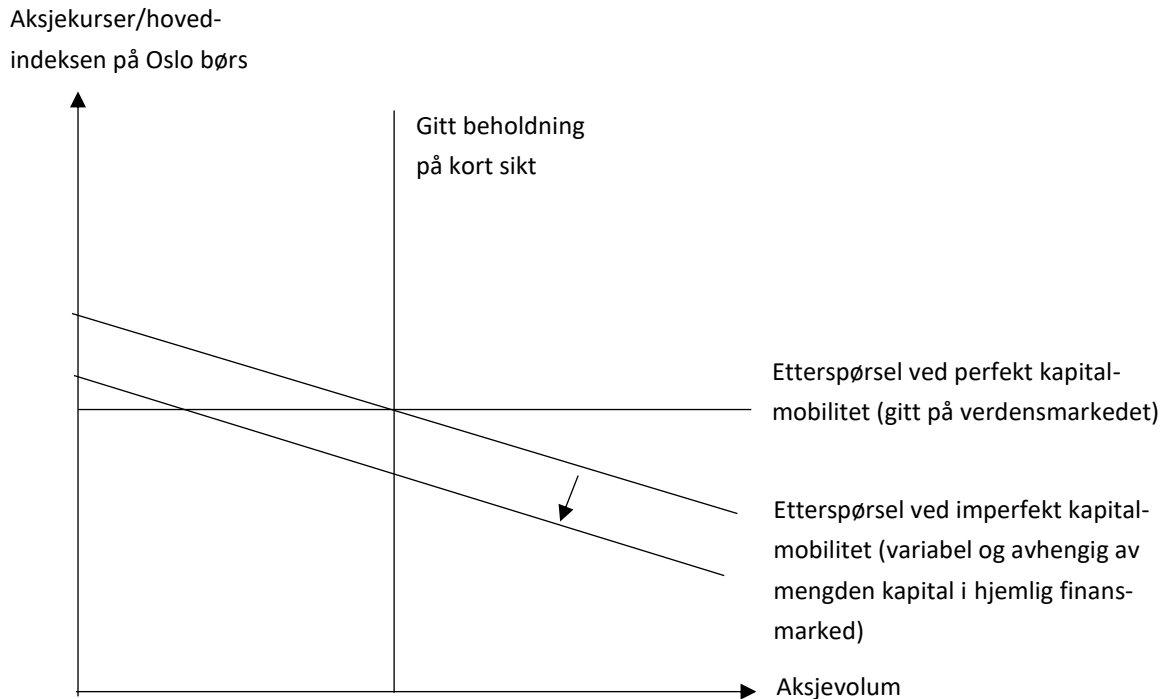 Aksjekurser/hoved-
indeksen på Oslo børs
Gitt beholdning
på kort sikt
Etterspørsel ved perfekt kapital-
mobilitet (gitt på verdensmarkedet)
Etterspørsel ved imperfekt kapital-
mobilitet (variabel og avhengig av
mengden kapital i hjemlig finans-
marked)
Aksjevolum